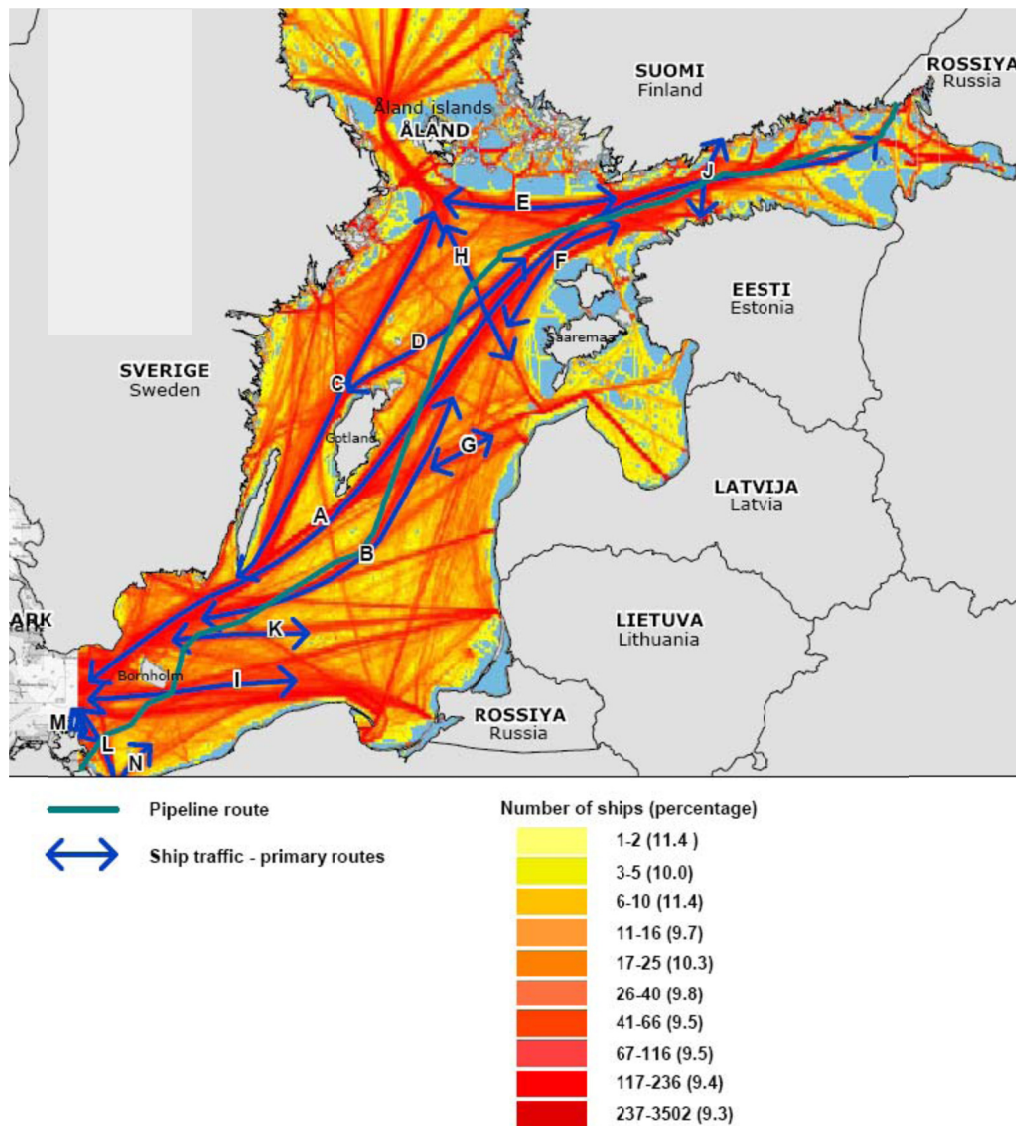 SUOMI
Finland
ROSSIYA
Russia
Åland islands
ÅLAND
J
E
H
F
EESTI
Estonia
Saaremaa
D
SVERIGE
Sweden
C
Gotland
G
LATVIJA
Latvia
A
B
ARK
LIETUVA
Lithuania
K
Bornholm
I
ROSSIYA
Russia
M
L
N
Pipeline route
Ship traffic - primary routes
Number of ships (percentage)
1-2 (11.4 )
3-5 (10.0)
6-10 (11.4)
11-16 (9.7)
17-25 (10.3)
26-40 (9.8)
41-66 (9.5)
67-116 (9.5)
117-236 (9.4)
237-3502 (9.3)